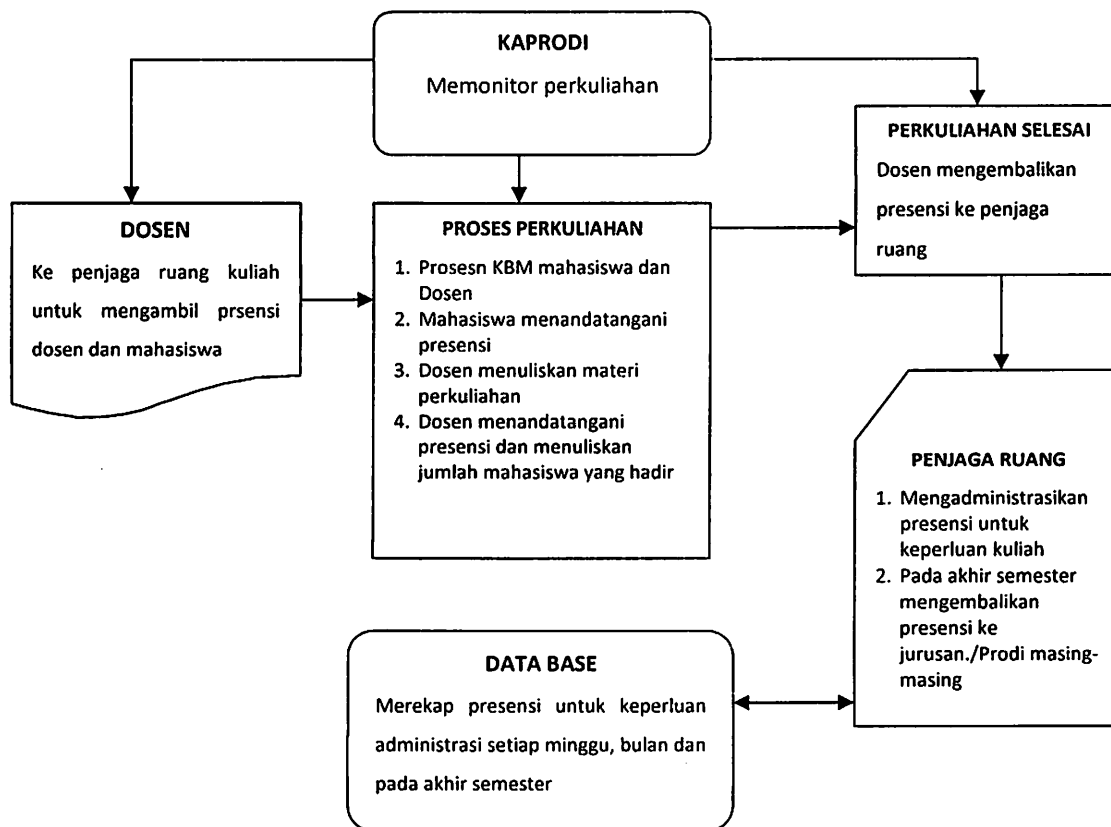 KAPRODI
Memonitor perkuliahan
PERKULIAHAN SELESAI
Dosen mengembalikan
presensi ke penjaga
ruang
DOSEN
Ke penjaga ruang kuliah
untuk mengambil prsensi
dosen dan mahasiswa
PROSES PERKULIAHAN
1. Prosesn KBM mahasiswa dan
Dosen
2. Mahasiswa menandatangani
presensi
3. Dosen menuliskan materi
perkuliahan
4. Dosen menandatangani
presensi dan menuliskan
jumlah mahasiswa yang hadir
PENJAGA RUANG
1. Mengadministrasikan
presensi untuk
keperluan kuliah
2. Pada akhir semester
mengembalikan
presensi ke
jurusan./Prodi masing-
masing
DATA BASE
Merekap presensi untuk keperluan
administrasi setiap minggu, bulan dan
pada akhir semester